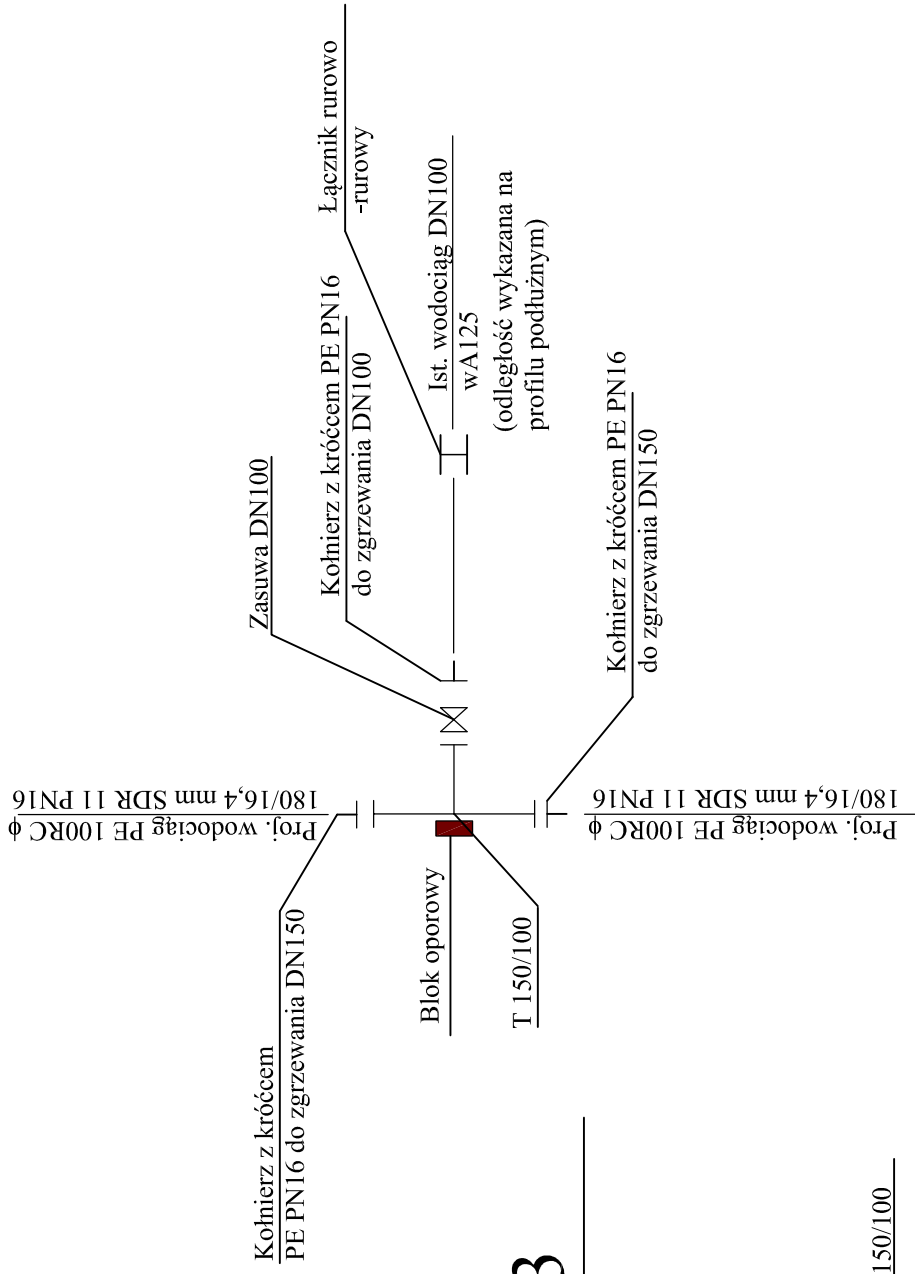 Łącznik rurowo
-rurowy
Ist. wodociąg DN100
wA125
(odległość wykazana na
profilu podłużnym)
Kołnierz z króćcem PE PN16
do zgrzewania DN100
Zasuwa DN100
Kołnierz z króćcem PE PN16
do zgrzewania DN150
Proj. wodociąg PE 100RC ϕ
180/16,4 mm SDR 11 PN16
Proj. wodociąg PE 100RC ϕ
180/16,4 mm SDR 11 PN16
Kołnierz z króćcem
PE PN16 do zgrzewania DN150
Blok oporowy
T 150/100
3
150/100